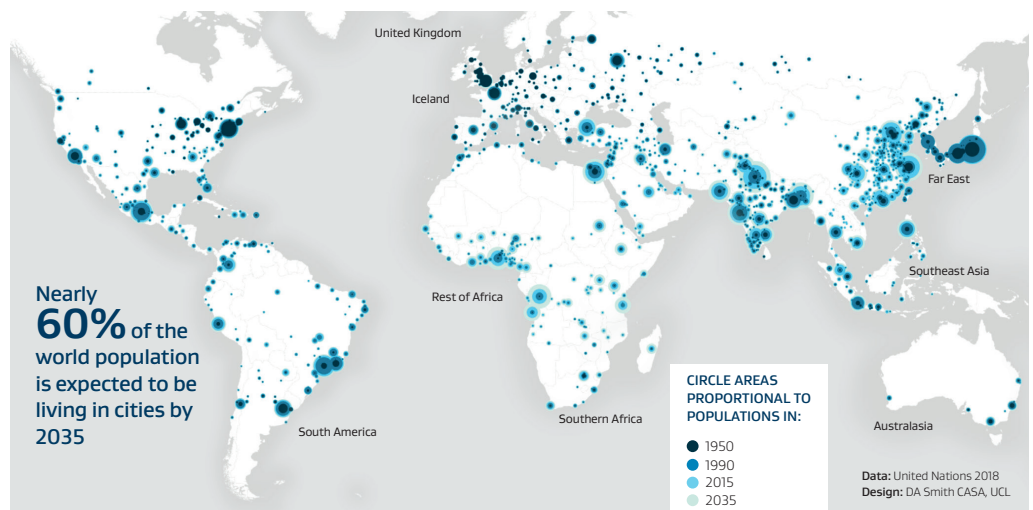 United Kingdom
Iceland
Far East
Southeast Asia
Rest of Africa
Nearly
60% of the
world population
is expected to be
living in cities by
2035
South America
Southern Africa
Australasia
CIRCLE AREAS
PROPORTIONAL TO
POPULATIONS IN:
1950
1990
2015
2035
Data: United Nations 2018
Design: DA Smith CASA, UCL